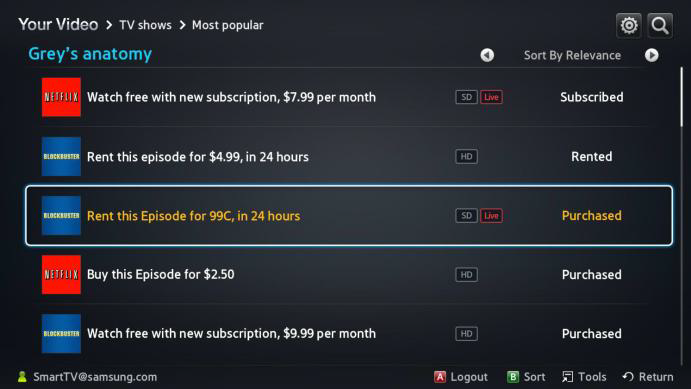 Your Video > TV shows > Most popular
Grey's anatomy
Sort By Relevance
NETFLIX Watch free with new subscription, $7.99 per month SD Live Subscribed
BLOCKBUSTER Rent this episode for $4.99, in 24 hours HD Rented
BLOCKBUSTER Rent this Episode for 99C, in 24 hours SD Live Purchased
NETFLIX Buy this Episode for $2.50 HD Purchased
BLOCKBUSTER Watch free with new subscription, $9.99 per month HD Purchased
SmartTV@samsung.com A Logout B Sort Tools Return